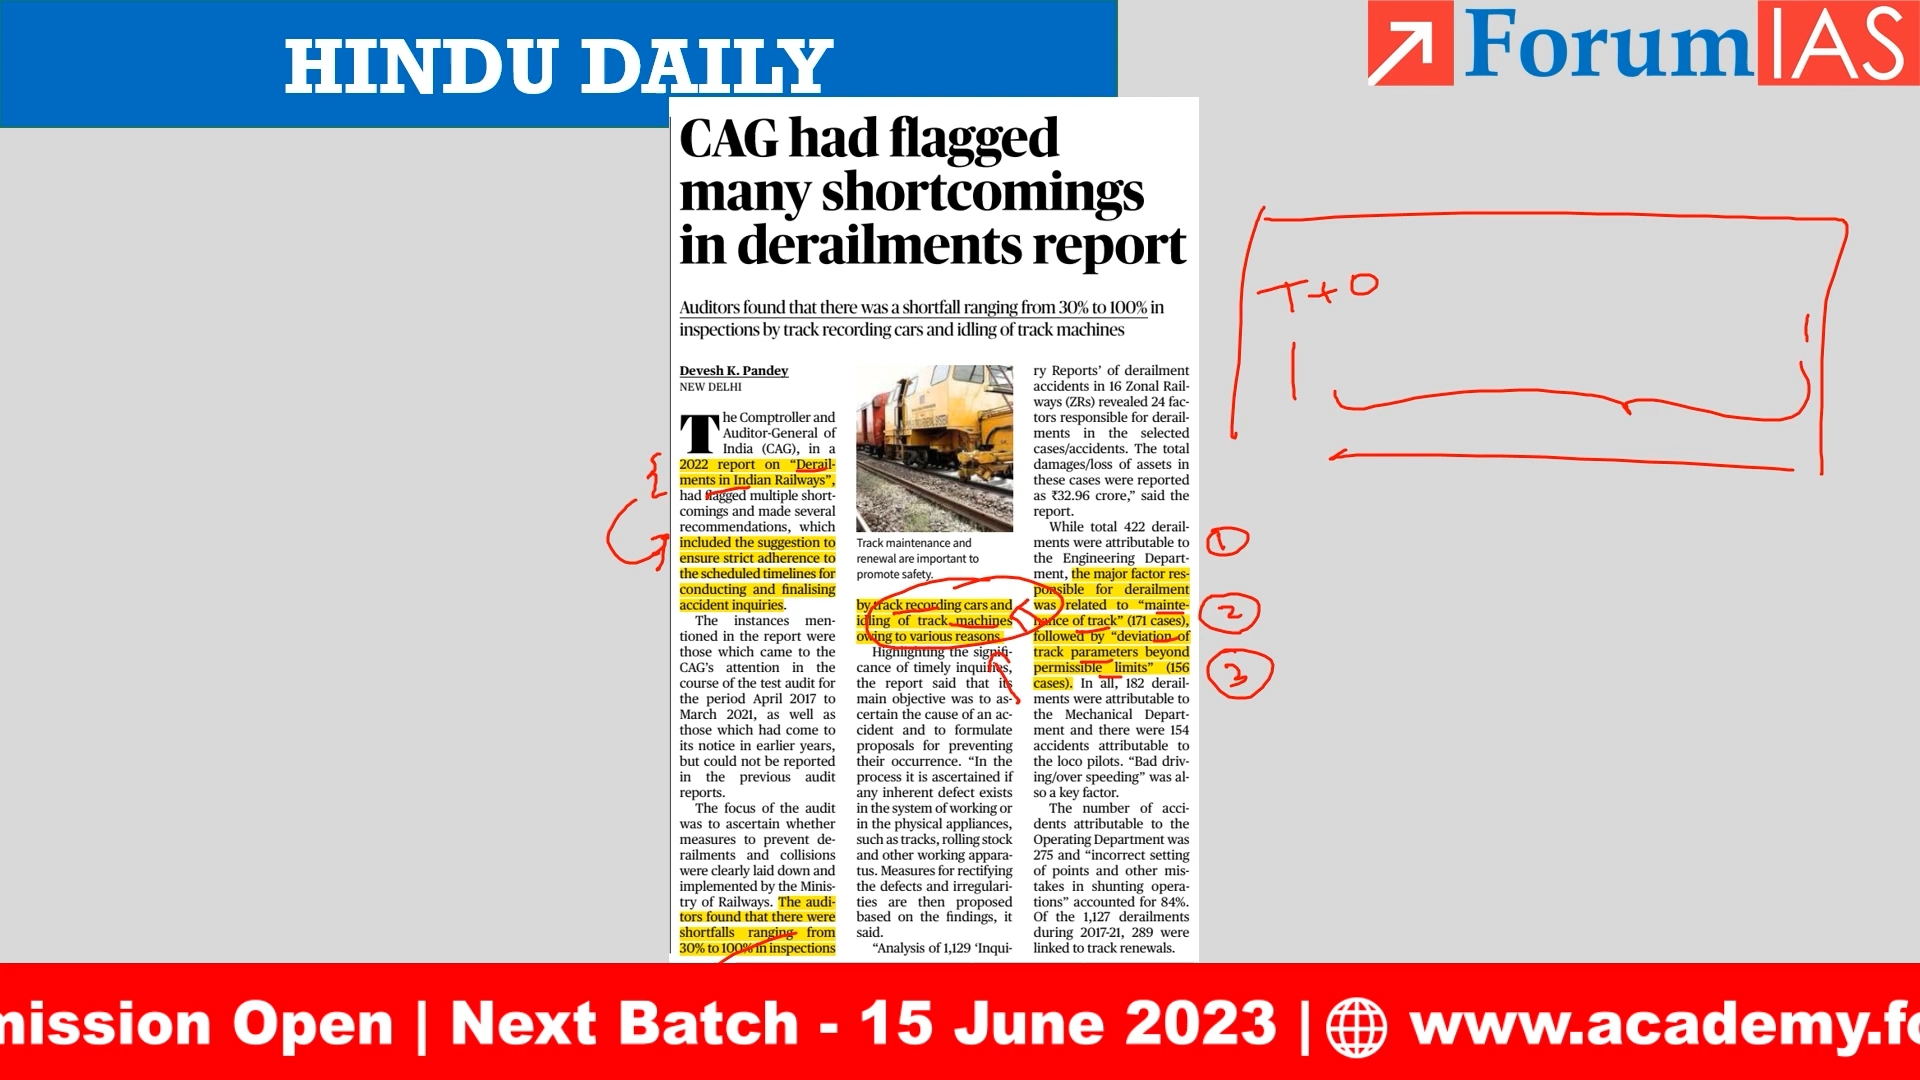 HINDU DAILY
Forum IAS
CAG had flagged
many shortcomings
in derailments report
Auditors found that there was a shortfall ranging from 30% to 100% in
inspections by track recording cars and idling of track machines
Devesh K. Pandey
NEW DELHI
The Comptroller and
Auditor-General of
India (CAG), in a
2022 report on “Derail-
ments in Indian Railways”,
had flagged multiple short-
comings and made several
recommendations, which
included the suggestion to
ensure strict adherence to
the scheduled timelines for
conducting and finalising
accident inquiries.
The instances men-
tioned in the report were
those which came to the
CAG’s attention in the
course of the test audit for
the period April 2017 to
March 2021, as well as
those which had come to
its notice in earlier years,
but could not be reported
in the previous audit
reports.
The focus of the audit
was to ascertain whether
measures to prevent de-
railments and collisions
were clearly laid down and
implemented by the Minis-
try of Railways. The audi-
tors found that there were
shortfalls ranging from
30% to 100% in inspections
Track maintenance and
renewal are important to
promote safety.
by track recording cars and
idling of track machines
owing to various reasons.
Highlighting the signifi-
cance of timely inquiries,
the report said that its
main objective was to as-
certain the cause of an ac-
cident and to formulate
proposals for preventing
their occurrence. “In the
process it is ascertained if
any inherent defect exists
in the system of working or
in the physical appliances,
such as tracks, rolling stock
and other working appara-
tus. Measures for rectifying
the defects and irregulari-
ties are then proposed
based on the findings, it
said.
“Analysis of 1,129 ‘Inqui-
ry Reports’ of derailment
accidents in 16 Zonal Rail-
ways (ZRs) revealed 24 fac-
tors responsible for derail-
ments in the selected
cases/accidents. The total
damages/loss of assets in
these cases were reported
as ₹32.96 crore,” said the
report.
While total 422 derail-
ments were attributable to
the Engineering Depart-
ment, the major factor res-
ponsible for derailment
was related to “mainte-
nance of track” (171 cases),
followed by “deviation of
track parameters beyond
permissible limits” (156
cases). In all, 182 derail-
ments were attributable to
the Mechanical Depart-
ment and there were 154
accidents attributable to
the loco pilots. “Bad driv-
ing/over speeding” was al-
so a key factor.
The number of acci-
dents attributable to the
Operating Department was
275 and “incorrect setting
of points and other mis-
takes in shunting opera-
tions” accounted for 84%.
Of the 1,127 derailments
during 2017-21, 289 were
linked to track renewals.
T+O
1
2
3
mission Open | Next Batch - 15 June 2023 | www.academy.fo